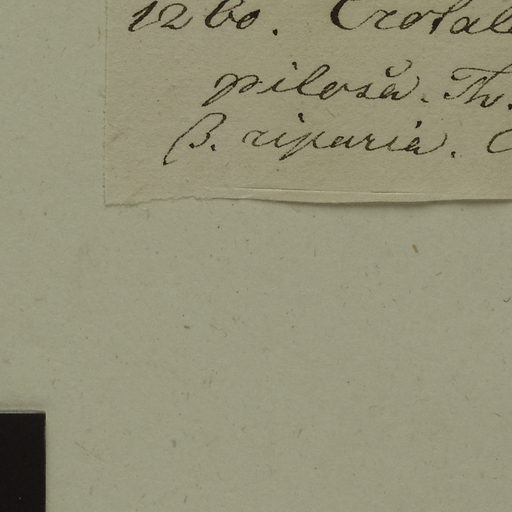 1260. Crotal
pilosa. Th.
β. riparia.